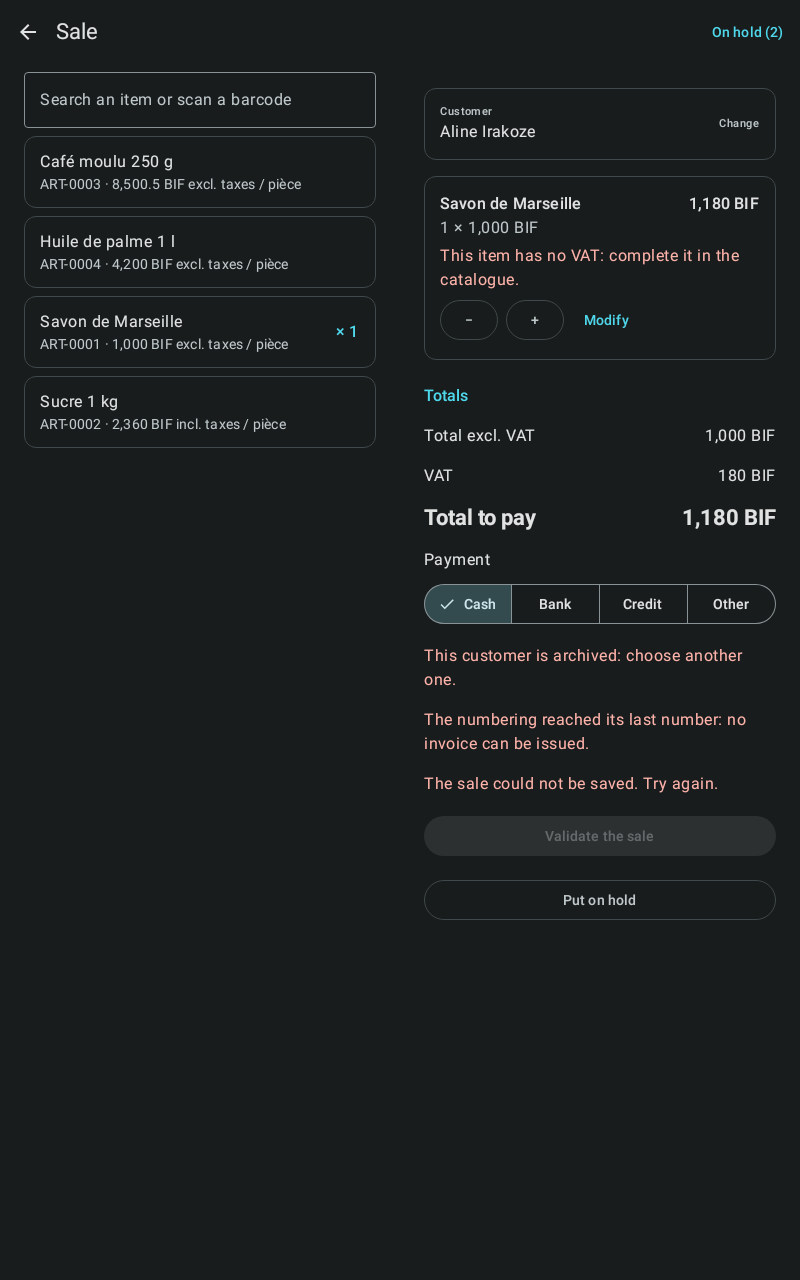 Sale
On hold (2)
Search an item or scan a barcode
Café moulu 250 g
ART-0003 · 8,500.5 BIF excl. taxes / pièce
Huile de palme 1 l
ART-0004 · 4,200 BIF excl. taxes / pièce
Savon de Marseille
ART-0001 · 1,000 BIF excl. taxes / pièce
× 1
Sucre 1 kg
ART-0002 · 2,360 BIF incl. taxes / pièce
Customer
Aline Irakoze
Change
Savon de Marseille 1,180 BIF
1 × 1,000 BIF
This item has no VAT: complete it in the
catalogue.
− + Modify
Totals
Total excl. VAT 1,000 BIF
VAT 180 BIF
Total to pay 1,180 BIF
Payment
Cash Bank Credit Other
This customer is archived: choose another
one.
The numbering reached its last number: no
invoice can be issued.
The sale could not be saved. Try again.
Validate the sale
Put on hold